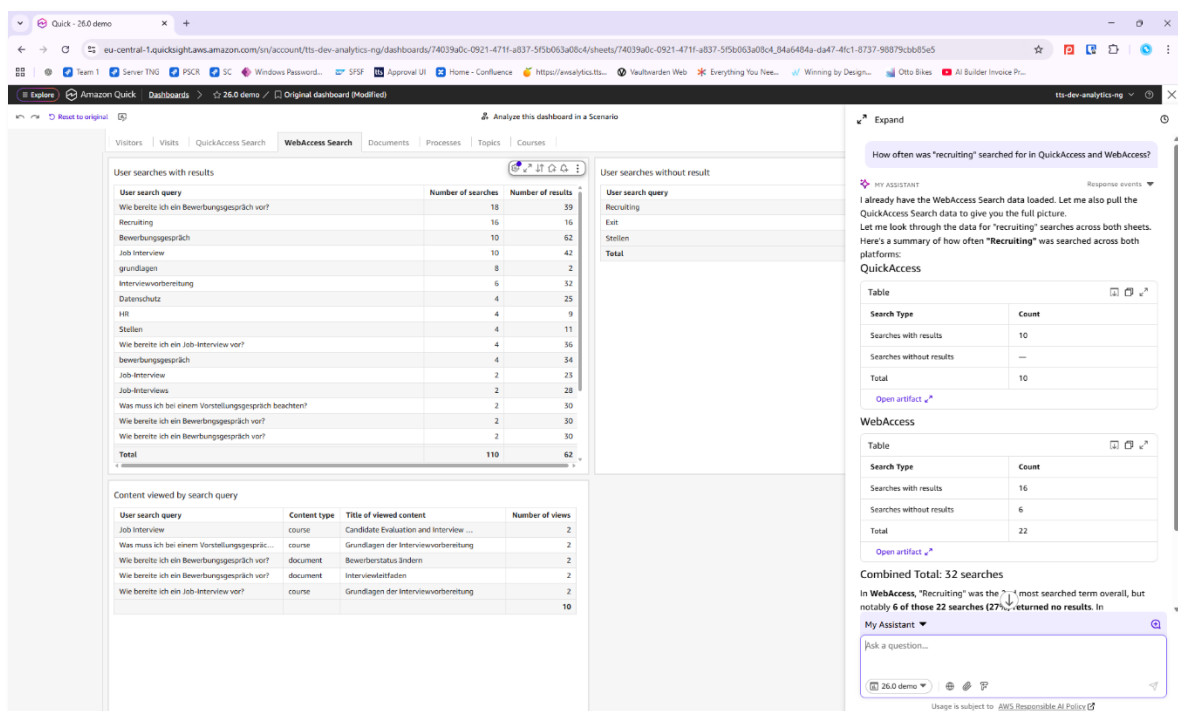 Quick - 26.0 demo
eu-central-1.quicksight.aws.amazon.com/sn/account/tts-dev-analytics-ng/dashboards/74039a0c-0921-471f-a837-5f5b063a08c4/sheets/74039a0c-0921-471f-a837-5f5b063a08c4_84a6484a-da47-4fc1-8737-98879cbb85e5
Team 1 Server TNG PSCR SC Windows Password... SFSF Approval UI Home - Confluence https://awsalytics.tts... Vaultwarden Web Everything You Nee... Winning by Design... Otto Bikes AI Builder Invoice Pr...
Explore Amazon Quick Dashboards > 26.0 demo / Original dashboard (Modified) tts-dev-analytics-ng
Reset to original Analyze this dashboard in a Scenario
Visitors Visits QuickAccess Search WebAccess Search Documents Processes Topics Courses
User searches with results
User search query Number of searches Number of results
Wie bereite ich ein Bewerbungsgespräch vor? 18 39
Recruiting 16 16
Bewerbungsgespräch 10 62
Job Interview 10 42
grundlagen 8 2
Interviewvorbereitung 6 32
Datenschutz 4 25
HR 4 9
Stellen 4 11
Wie bereite ich ein Job-Interview vor? 4 36
bewerbungsgespräch 4 34
Job-Interview 2 23
Job-Interviews 2 28
Was muss ich bei einem Vorstellungsgespräch beachten? 2 30
Wie bereite ich ein Bewerbngsgespräch vor? 2 30
Wie bereite ich ein Bewrbungsgespräch vor? 2 30
Total 110 62
User searches without result
User search query
Recruiting
Exit
Stellen
Total
Content viewed by search query
User search query Content type Title of viewed content Number of views
Job Interview course Candidate Evaluation and Interview ... 2
Was muss ich bei einem Vorstellungsgespräc... course Grundlagen der Interviewvorbereitung 2
Wie bereite ich ein Bewerbungsgespräch vor? document Bewerberstatus ändern 2
Wie bereite ich ein Bewerbungsgespräch vor? document Interviewleitfaden 2
Wie bereite ich ein Job-Interview vor? course Grundlagen der Interviewvorbereitung 2
10
Expand
How often was "recruiting" searched for in QuickAccess and WebAccess?
MY ASSISTANT Response events
I already have the WebAccess Search data loaded. Let me also pull the
QuickAccess Search data to give you the full picture.
Let me look through the data for "recruiting" searches across both sheets.
Here's a summary of how often "Recruiting" was searched across both
platforms:
QuickAccess
Table
Search Type Count
Searches with results 10
Searches without results —
Total 10
Open artifact
WebAccess
Table
Search Type Count
Searches with results 16
Searches without results 6
Total 22
Open artifact
Combined Total: 32 searches
In WebAccess, "Recruiting" was the most searched term overall, but
notably 6 of those 22 searches (27% returned no results. In
My Assistant
Ask a question...
26.0 demo
Usage is subject to AWS Responsible AI Policy